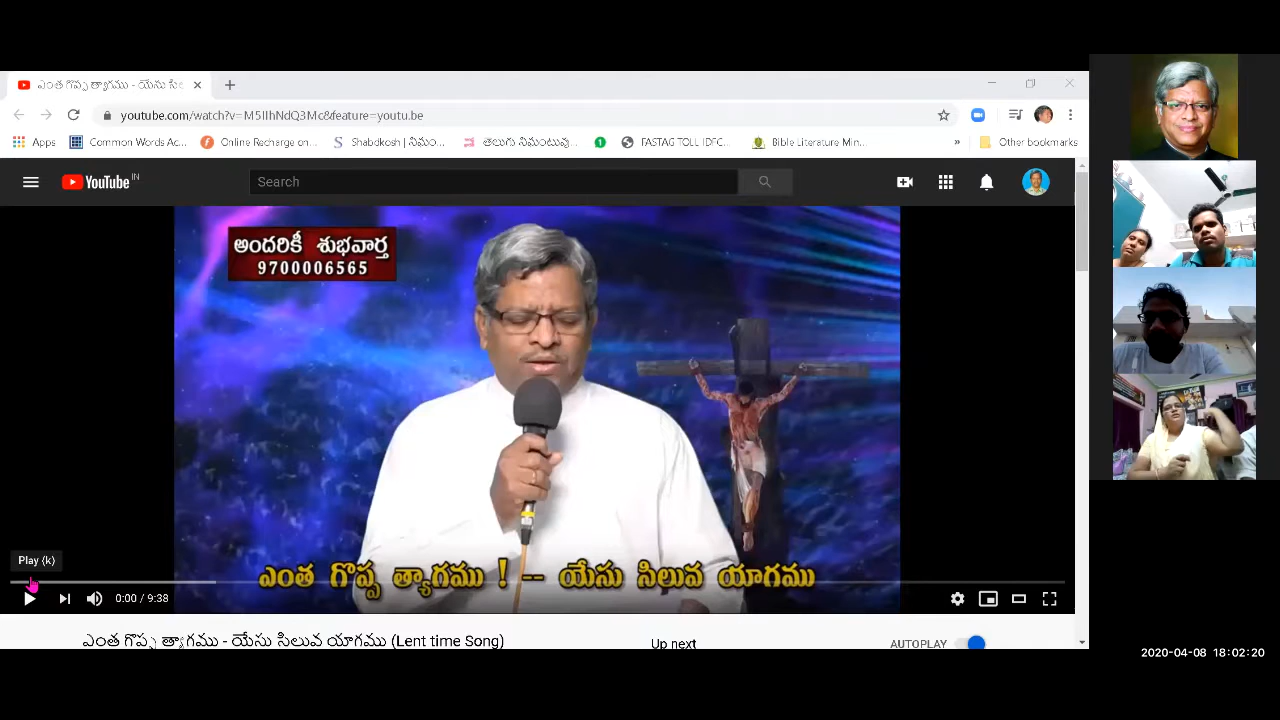 ఎంత గొప్ప త్యాగము - యేసు సిల
youtube.com/watch?v=M5IIhNdQ3Mc&feature=youtu.be
Apps
Common Words Ac...
Online Recharge on...
Shabdkosh | నిఘం...
తెలుగు నిఘంటువు...
FASTAG TOLL IDFC...
Bible Literature Min...
»
Other bookmarks
YouTube IN
Search
అందరికీ శుభవార్త
9700006565
Play (k)
ఎంత గొప్ప త్యాగము ! -- యేసు సిలువ యాగము
0:00 / 9:38
ఎంత గొప్ప త్యాగము - యేసు సిలువ యాగము (Lent time Song)
Up next
AUTOPLAY
2020-04-08 18:02:20